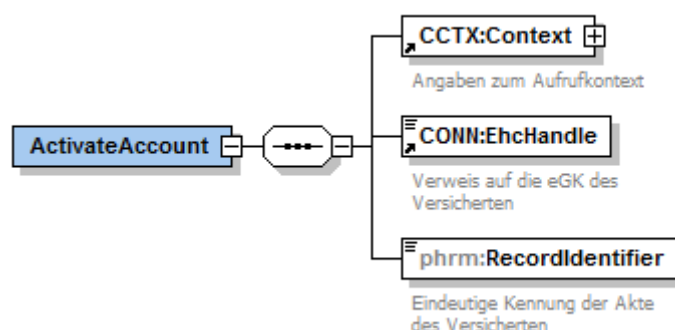 CCTX:Context
Angaben zum Aufrufkontext
ActivateAccount
CONN:EhcHandle
Verweis auf die eGK des
Versicherten
phrm:RecordIdentifier
Eindeutige Kennung der Akte
des Versicherten